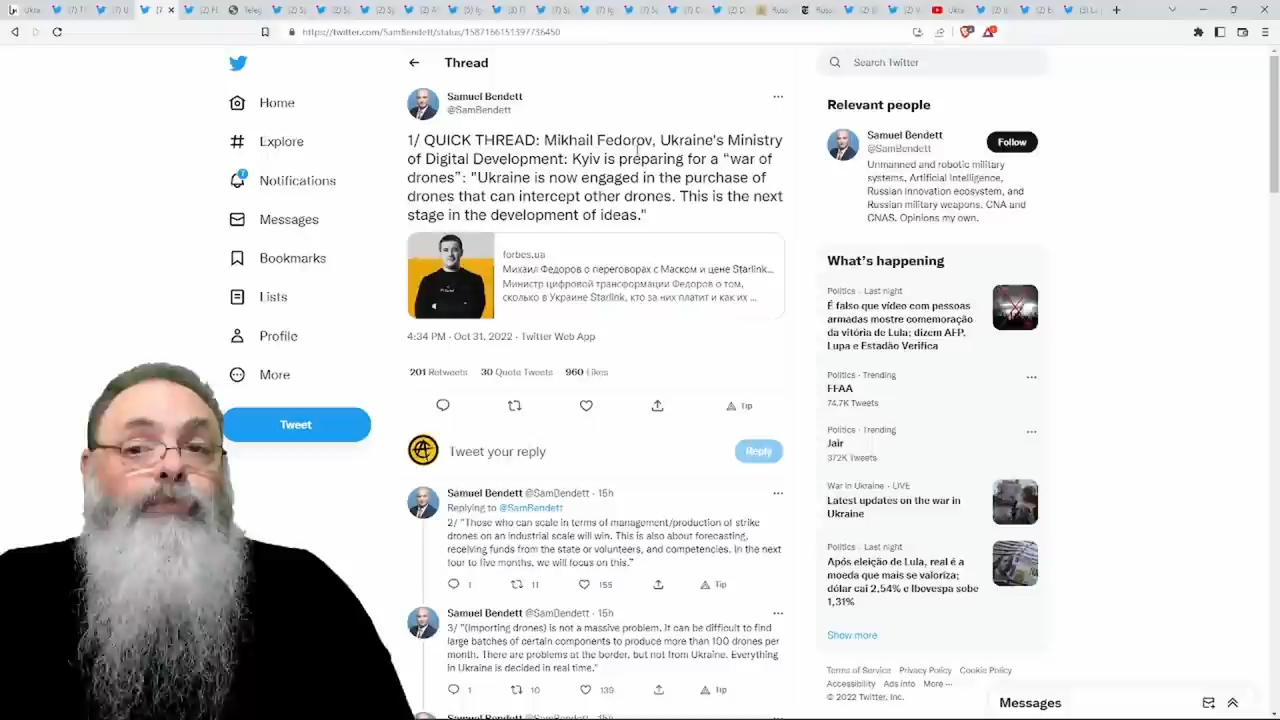 https://twitter.com/SamBendett/status/1587166151397736450
Home
Explore
Notifications
Messages
Bookmarks
Lists
Profile
More
Tweet
Thread
Samuel Bendett
@SamBendett
1/ QUICK THREAD: Mikhail Fedorov, Ukraine's Ministry
of Digital Development: Kyiv is preparing for a “war of
drones”: "Ukraine is now engaged in the purchase of
drones that can intercept other drones. This is the next
stage in the development of ideas."
forbes.ua
Михаил Федоров о переговорах с Маском и цене Starlink...
Министр цифровой трансформации Федоров о том,
сколько в Украине Starlink, кто за них платит и как их ...
4:34 PM · Oct 31, 2022 · Twitter Web App
201 Retweets 30 Quote Tweets 960 Likes
Tip
Tweet your reply
Reply
Samuel Bendett @SamBendett · 15h
Replying to @SamBendett
2/ "Those who can scale in terms of management/production of strike
drones on an industrial scale will win. This is also about forecasting,
receiving funds from the state or volunteers, and competencies. In the next
four to five months, we will focus on this."
1 11 155 Tip
Samuel Bendett @SamBendett · 15h
3/ "(Importing drones) is not a massive problem. It can be difficult to find
large batches of certain components to produce more than 100 drones per
month. There are problems at the border, but not from Ukraine. Everything
in Ukraine is decided in real time."
1 10 139 Tip
Samuel Bendett @SamBendett · 15h
Search Twitter
Relevant people
Samuel Bendett
@SamBendett
Follow
Unmanned and robotic military
systems, Artificial Intelligence,
Russian innovation ecosystem, and
Russian military weapons. CNA and
CNAS. Opinions my own.
What's happening
Politics · Last night
É falso que vídeo com pessoas
armadas mostre comemoração
da vitória de Lula; dizem AFP,
Lupa e Estadão Verifica
Politics · Trending
FFAA
74.7K Tweets
Politics · Trending
Jair
372K Tweets
War in Ukraine · LIVE
Latest updates on the war in
Ukraine
Politics · Last night
Após eleição de Lula, real é a
moeda que mais se valoriza;
dólar cai 2,54% e Ibovespa sobe
1,31%
Show more
Terms of Service Privacy Policy Cookie Policy
Accessibility Ads info More ···
© 2022 Twitter, Inc.
Messages